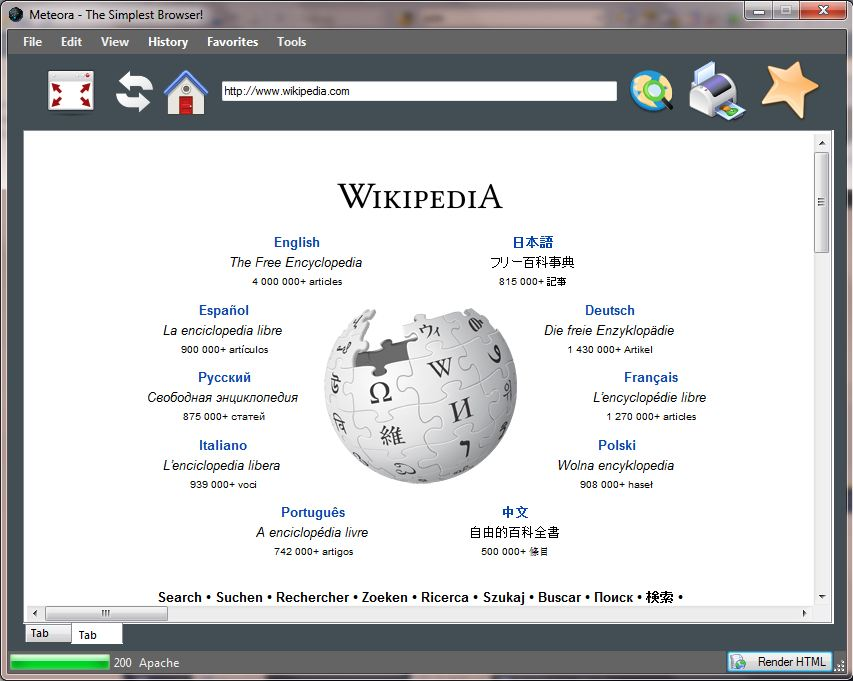 Meteora - The Simplest Browser!
File Edit View History Favorites Tools
http://www.wikipedia.com
WIKIPEDIA
English
The Free Encyclopedia
4 000 000+ articles
日本語
フリー百科事典
815 000+ 記事
Español
La enciclopedia libre
900 000+ artículos
Deutsch
Die freie Enzyklopädie
1 430 000+ Artikel
Русский
Свободная энциклопедия
875 000+ статей
Français
L'encyclopédie libre
1 270 000+ articles
Italiano
L'enciclopedia libera
939 000+ voci
Polski
Wolna encyklopedia
908 000+ haseł
Português
A enciclopédia livre
742 000+ artigos
中文
自由的百科全書
500 000+ 條目
Ω W И 維 ウィ
Search • Suchen • Rechercher • Zoeken • Ricerca • Szukaj • Buscar • Поиск • 検索 •
Tab Tab
200 Apache
Render HTML